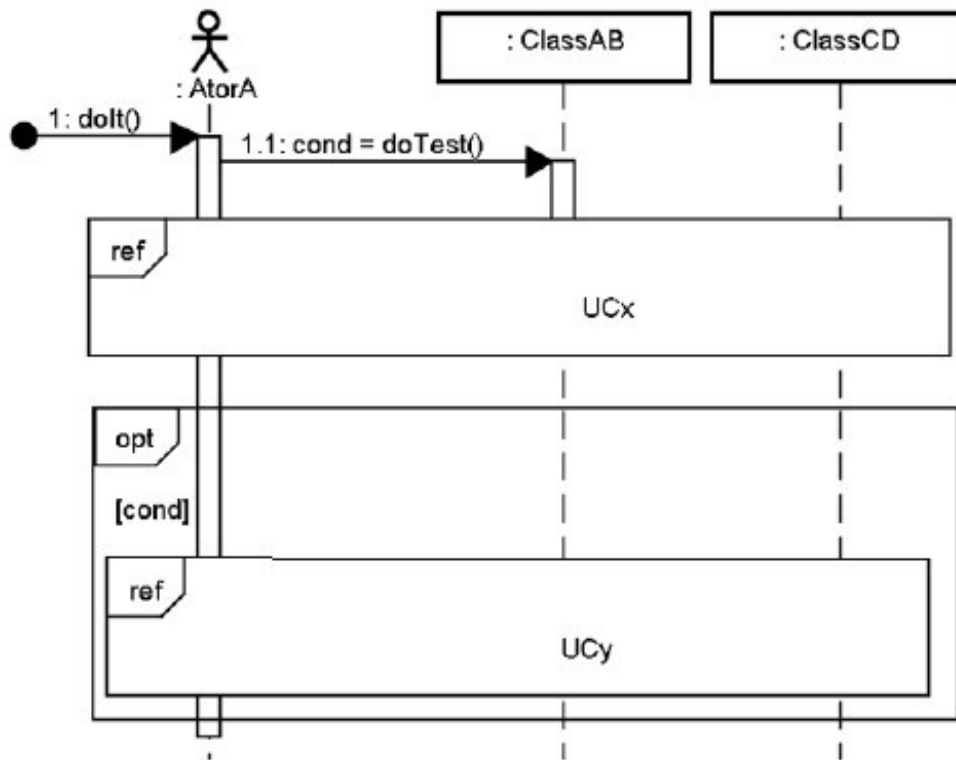 : ClassAB
: ClassCD
: AtorA
1: doIt()
1.1: cond = doTest()
ref
UCx
opt
[cond]
ref
UCy